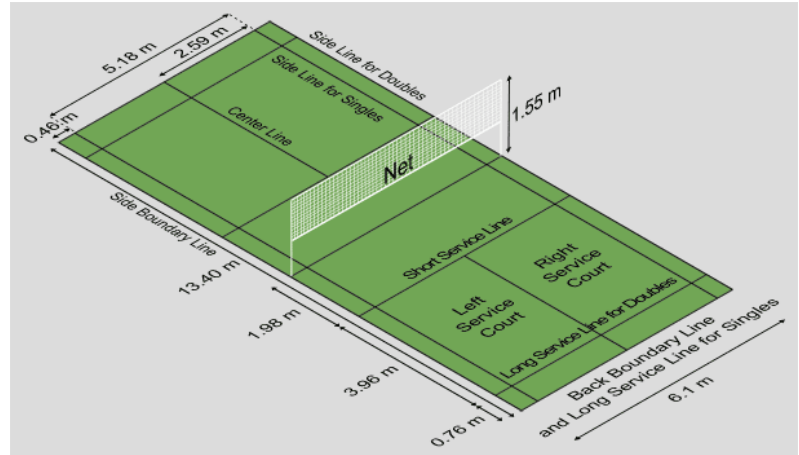 5.18 m
2.59 m
0.46 m
Side Line for Doubles
Side Line for Singles
Center Line
1.55 m
Net
Side Boundary Line
13.40 m
Short Service Line
Right
Service
Court
Left
Service
Court
1.98 m
Long Service Line for Doubles
3.96 m
Back Boundary Line
and Long Service Line for Singles
0.76 m
6.1 m